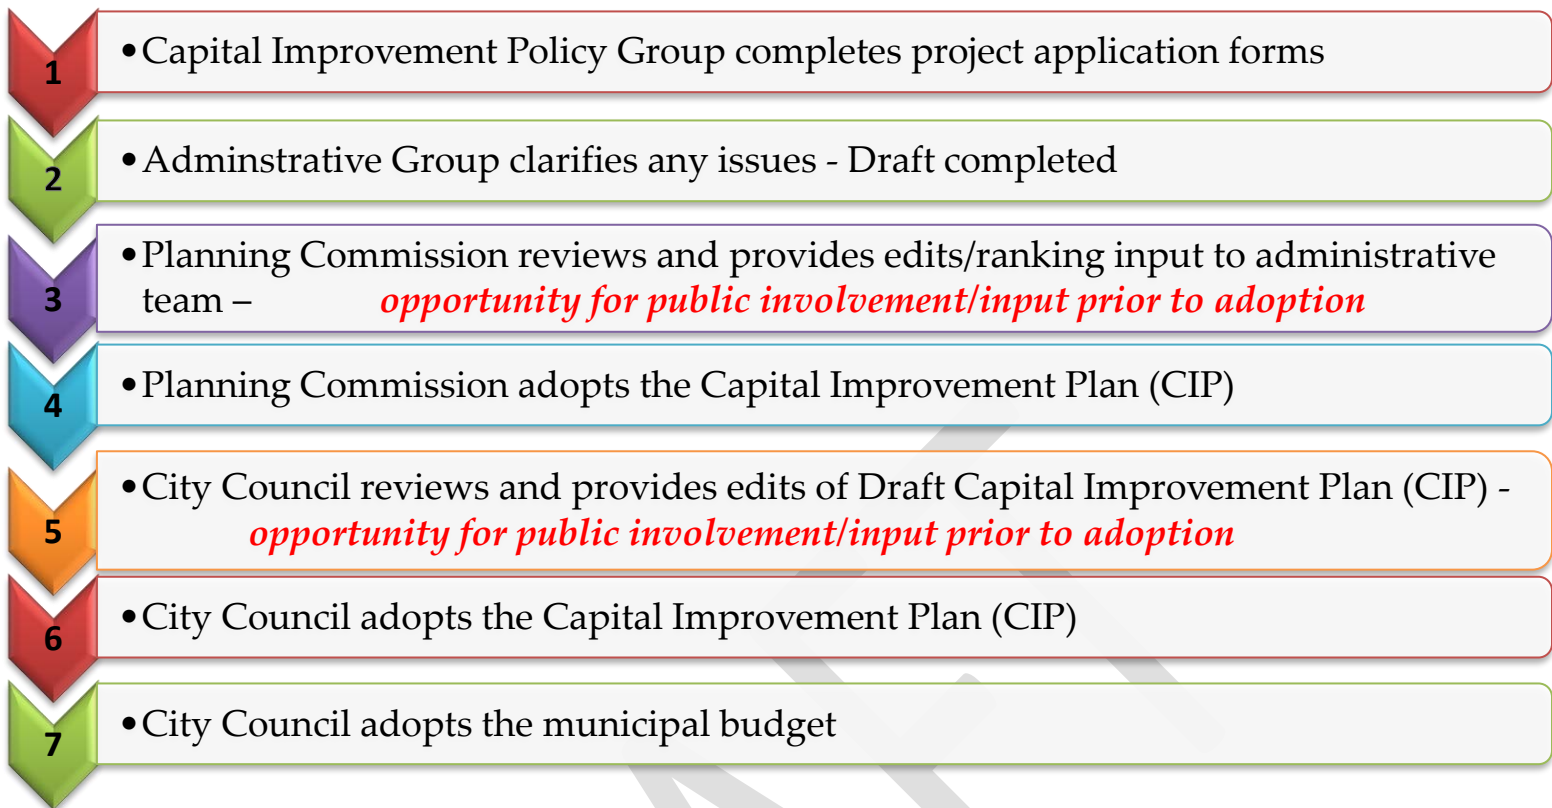 1
•Capital Improvement Policy Group completes project application forms
2
•Adminstrative Group clarifies any issues - Draft completed
3
•Planning Commission reviews and provides edits/ranking input to administrative
team – opportunity for public involvement/input prior to adoption
4
•Planning Commission adopts the Capital Improvement Plan (CIP)
5
•City Council reviews and provides edits of Draft Capital Improvement Plan (CIP) -
opportunity for public involvement/input prior to adoption
6
•City Council adopts the Capital Improvement Plan (CIP)
7
•City Council adopts the municipal budget